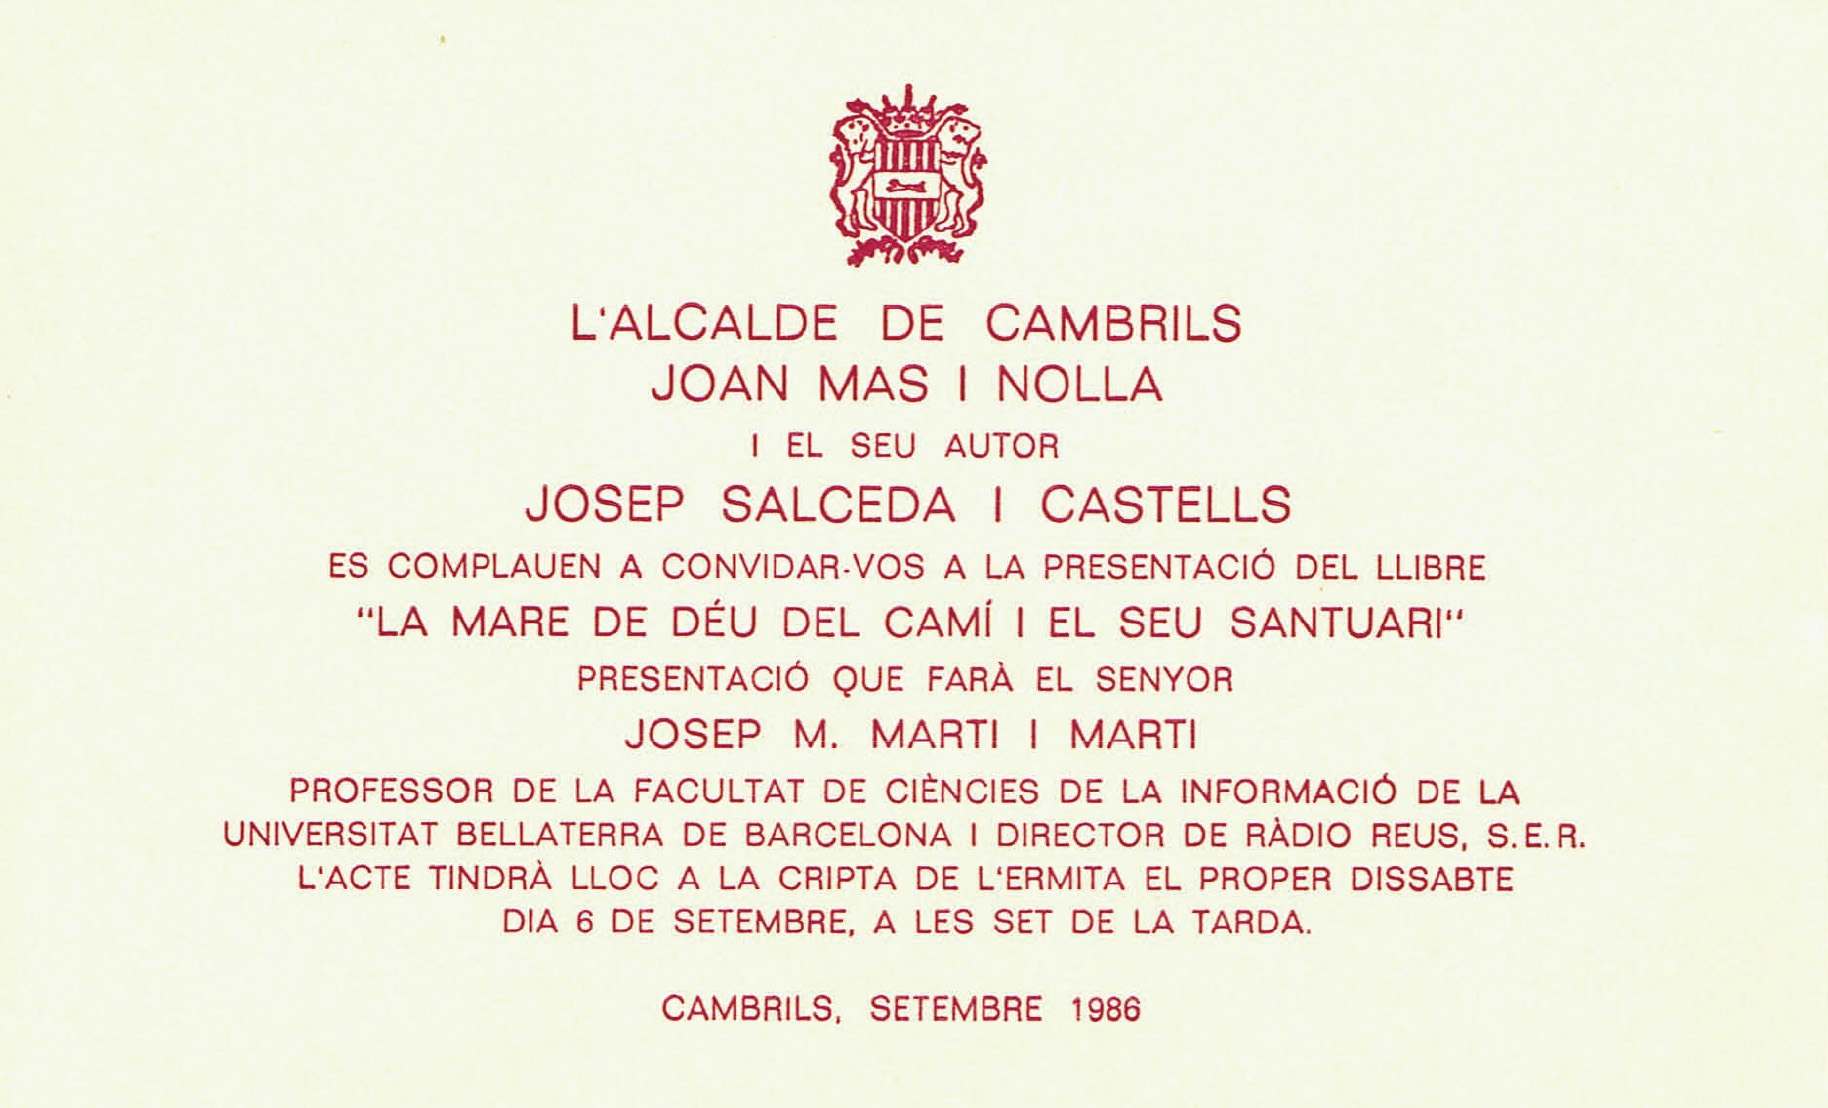 L'ALCALDE DE CAMBRILS
JOAN MAS I NOLLA
I EL SEU AUTOR
JOSEP SALCEDA I CASTELLS
ES COMPLAUEN A CONVIDAR-VOS A LA PRESENTACIÓ DEL LLIBRE
"LA MARE DE DÉU DEL CAMÍ I EL SEU SANTUARI"
PRESENTACIÓ QUE FARÀ EL SENYOR
JOSEP M. MARTI I MARTI
PROFESSOR DE LA FACULTAT DE CIÈNCIES DE LA INFORMACIÓ DE LA
UNIVERSITAT BELLATERRA DE BARCELONA I DIRECTOR DE RÀDIO REUS, S.E.R.
L'ACTE TINDRÀ LLOC A LA CRIPTA DE L'ERMITA EL PROPER DISSABTE
DIA 6 DE SETEMBRE, A LES SET DE LA TARDA.
CAMBRILS, SETEMBRE 1986